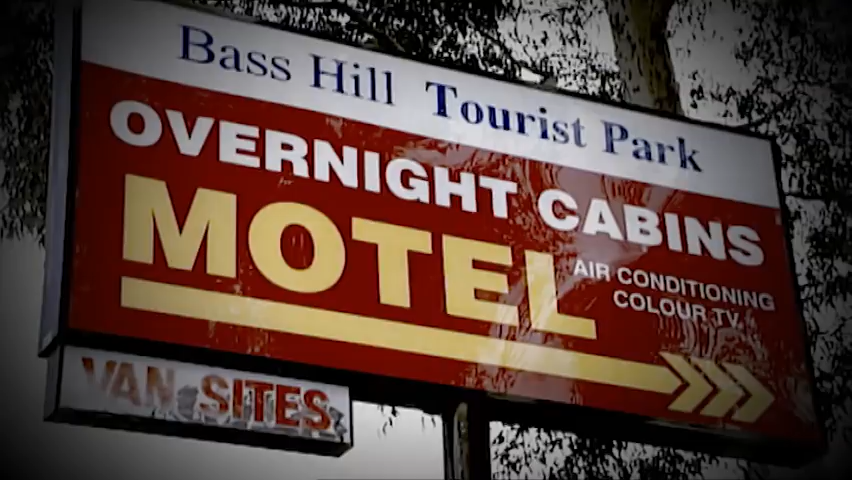 Bass Hill Tourist Park
OVERNIGHT CABINS
MOTEL
AIR CONDITIONING
COLOUR TV
VAN SITES